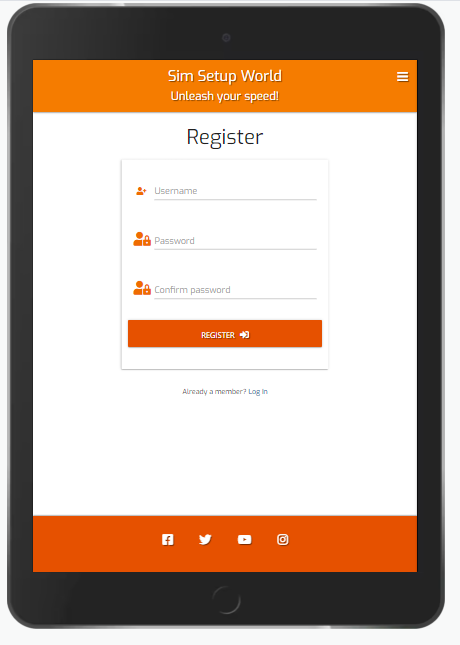 Sim Setup World
Unleash your speed!
Register
Username
Password
Confirm password
REGISTER
Already a member? Log In